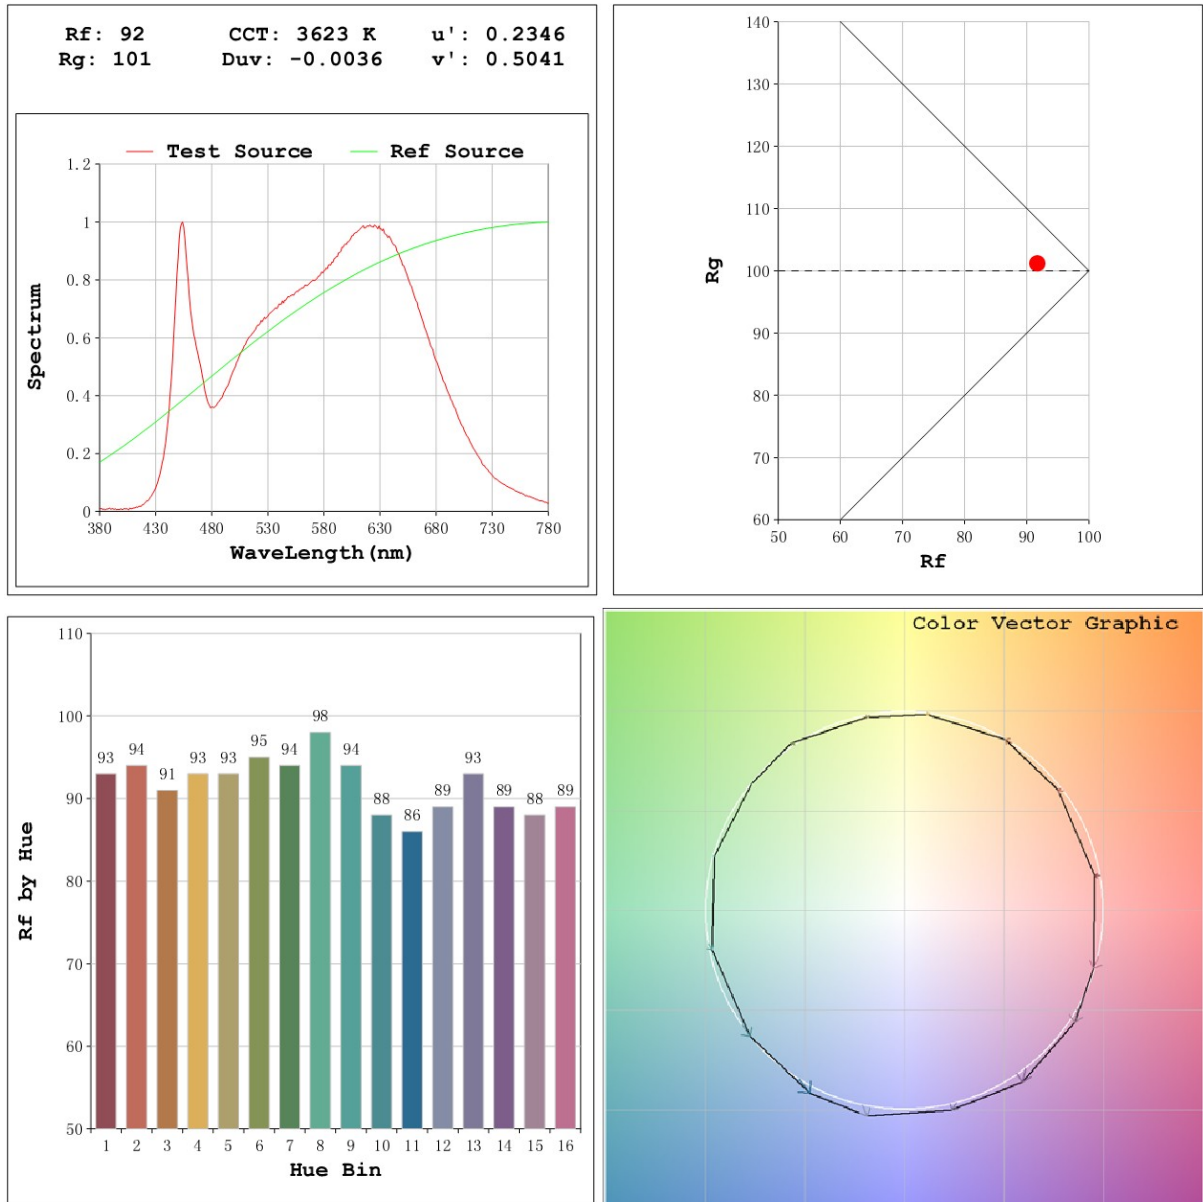 Rf: 92 CCT: 3623 K u': 0.2346
Rg: 101 Duv: -0.0036 v': 0.5041
Test Source Ref Source
1.2
1
0.8
0.6
0.4
0.2
0
Spectrum
380 430 480 530 580 630 680 730 780
WaveLength(nm)
140
130
120
110
100
90
80
70
60
Rg
50 60 70 80 90 100
Rf
110
100
90
80
70
60
50
Rf by Hue
93 94 91 93 93 95 94 98 94 88 86 89 93 89 88 89
1 2 3 4 5 6 7 8 9 10 11 12 13 14 15 16
Hue Bin
Color Vector Graphic